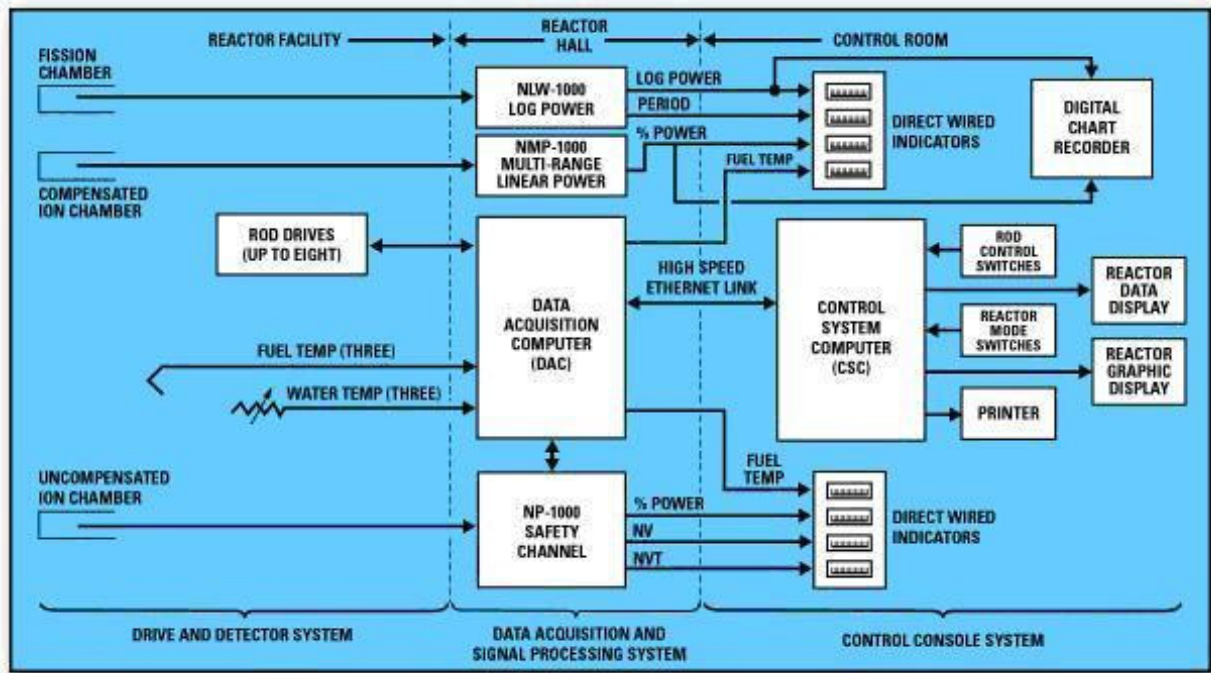 REACTOR FACILITY
REACTOR
HALL
CONTROL ROOM
FISSION
CHAMBER
NLW-1000
LOG POWER
LOG POWER
PERIOD
% POWER
FUEL TEMP
DIRECT WIRED
INDICATORS
DIGITAL
CHART
RECORDER
NMP-1000
MULTI-RANGE
LINEAR POWER
COMPENSATED
ION CHAMBER
ROD DRIVES
(UP TO EIGHT)
HIGH SPEED
ETHERNET LINK
DATA
ACQUISITION
COMPUTER
(DAC)
CONTROL
SYSTEM
COMPUTER
(CSC)
ROD
CONTROL
SWITCHES
REACTOR
DATA
DISPLAY
REACTOR
MODE
SWITCHES
REACTOR
GRAPHIC
DISPLAY
PRINTER
FUEL TEMP (THREE)
WATER TEMP (THREE)
UNCOMPENSATED
ION CHAMBER
NP-1000
SAFETY
CHANNEL
FUEL
TEMP
% POWER
NV
NVT
DIRECT WIRED
INDICATORS
DRIVE AND DETECTOR SYSTEM
DATA ACQUISITION AND
SIGNAL PROCESSING SYSTEM
CONTROL CONSOLE SYSTEM